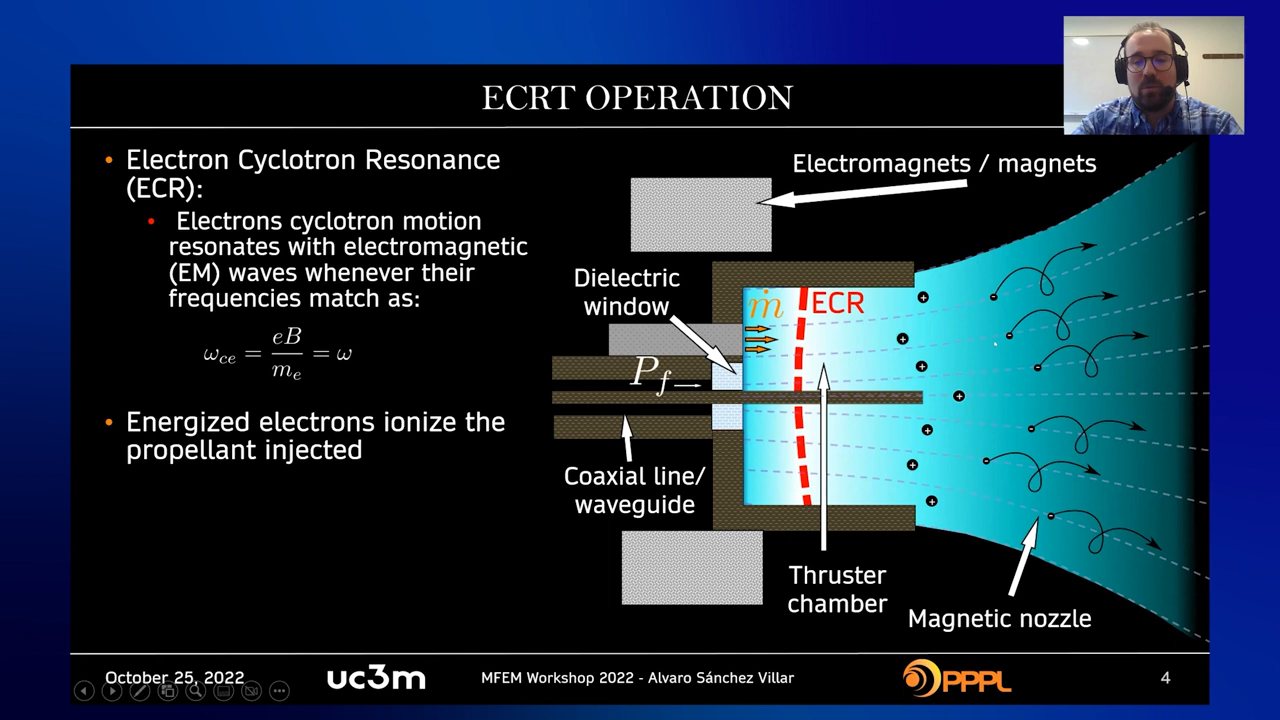 ECRT OPERATION
• Electron Cyclotron Resonance
(ECR):
• Electrons cyclotron motion
resonates with electromagnetic
(EM) waves whenever their
frequencies match as:
ω_ce = eB / m_e = ω
• Energized electrons ionize the
propellant injected
Electromagnets / magnets
Dielectric
window
ṁ
ECR
P_f →
Coaxial line/
waveguide
Thruster
chamber
Magnetic nozzle
October 25, 2022
uc3m
MFEM Workshop 2022 - Alvaro Sánchez Villar
PPPL
4